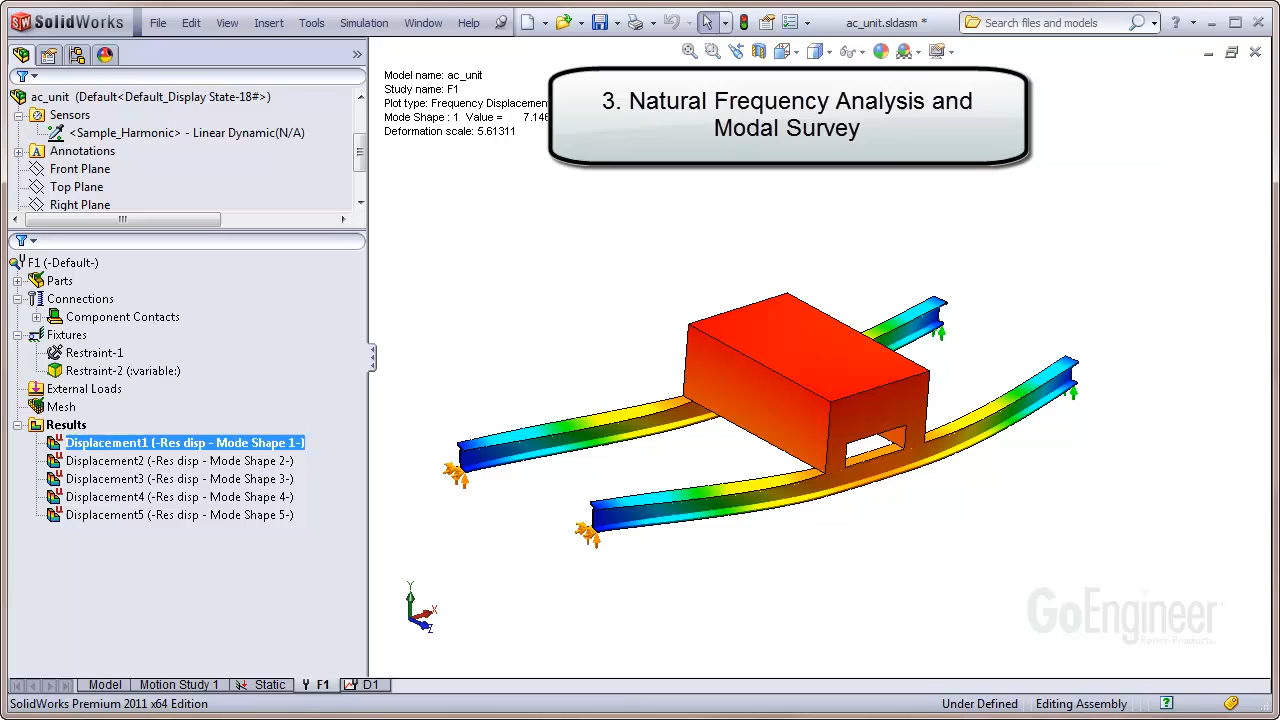 SolidWorks File Edit View Insert Tools Simulation Window Help ac_unit.sldasm * Search files and models
ac_unit (Default<Default_Display State-18#>)
Sensors
<Sample_Harmonic> - Linear Dynamic(N/A)
Annotations
Front Plane
Top Plane
Right Plane
F1 (-Default-)
Parts
Connections
Component Contacts
Fixtures
Restraint-1
Restraint-2 (:variable:)
External Loads
Mesh
Results
Displacement1 (-Res disp - Mode Shape 1-)
Displacement2 (-Res disp - Mode Shape 2-)
Displacement3 (-Res disp - Mode Shape 3-)
Displacement4 (-Res disp - Mode Shape 4-)
Displacement5 (-Res disp - Mode Shape 5-)
Model name: ac_unit
Study name: F1
Plot type: Frequency Displacemen
Mode Shape : 1 Value = 7.146
Deformation scale: 5.61311
3. Natural Frequency Analysis and
Modal Survey
Y
X
Z
GoEngineer
Model Motion Study 1 Static F1 D1
SolidWorks Premium 2011 x64 Edition Under Defined Editing Assembly